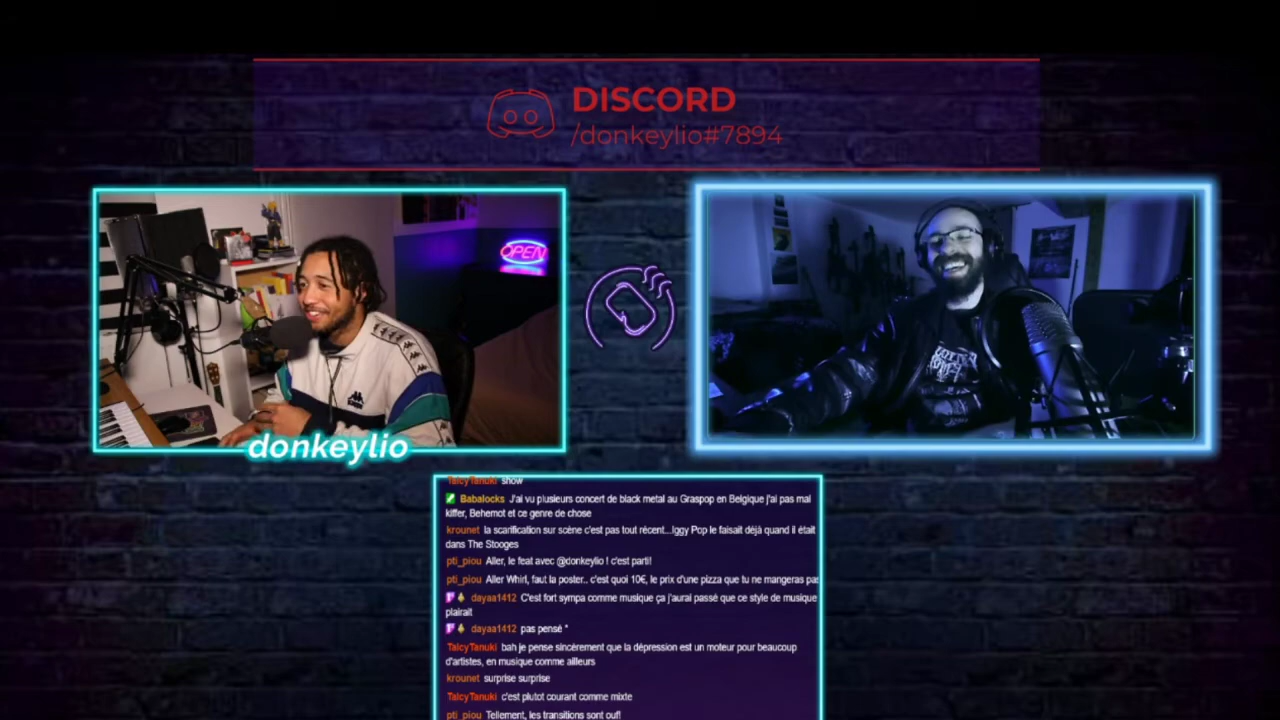 DISCORD
/donkeylio#7894
OPEN
Kappa
donkeylio
TalcyTanuki show
Babalocks J'ai vu plusieurs concert de black metal au Graspop en Belgique j'ai pas mal
kiffer, Behemot et ce genre de chose
krounet la scarification sur scène c'est pas tout récent...Iggy Pop le faisait déjà quand il était
dans The Stooges
pti_piou Aller, le feat avec @donkeylio ! c'est parti!
pti_piou Aller Whirl, faut la poster.. c'est quoi 10€, le prix d'une pizza que tu ne mangeras pas
dayaa1412 C'est fort sympa comme musique ça j'aurai passé que ce style de musique
plairait
dayaa1412 pas pensé *
TalcyTanuki bah je pense sincèrement que la dépression est un moteur pour beaucoup
d'artistes, en musique comme ailleurs
krounet surprise surprise
TalcyTanuki c'est plutot courant comme mixte
pti_piou Tellement, les transitions sont ouf!